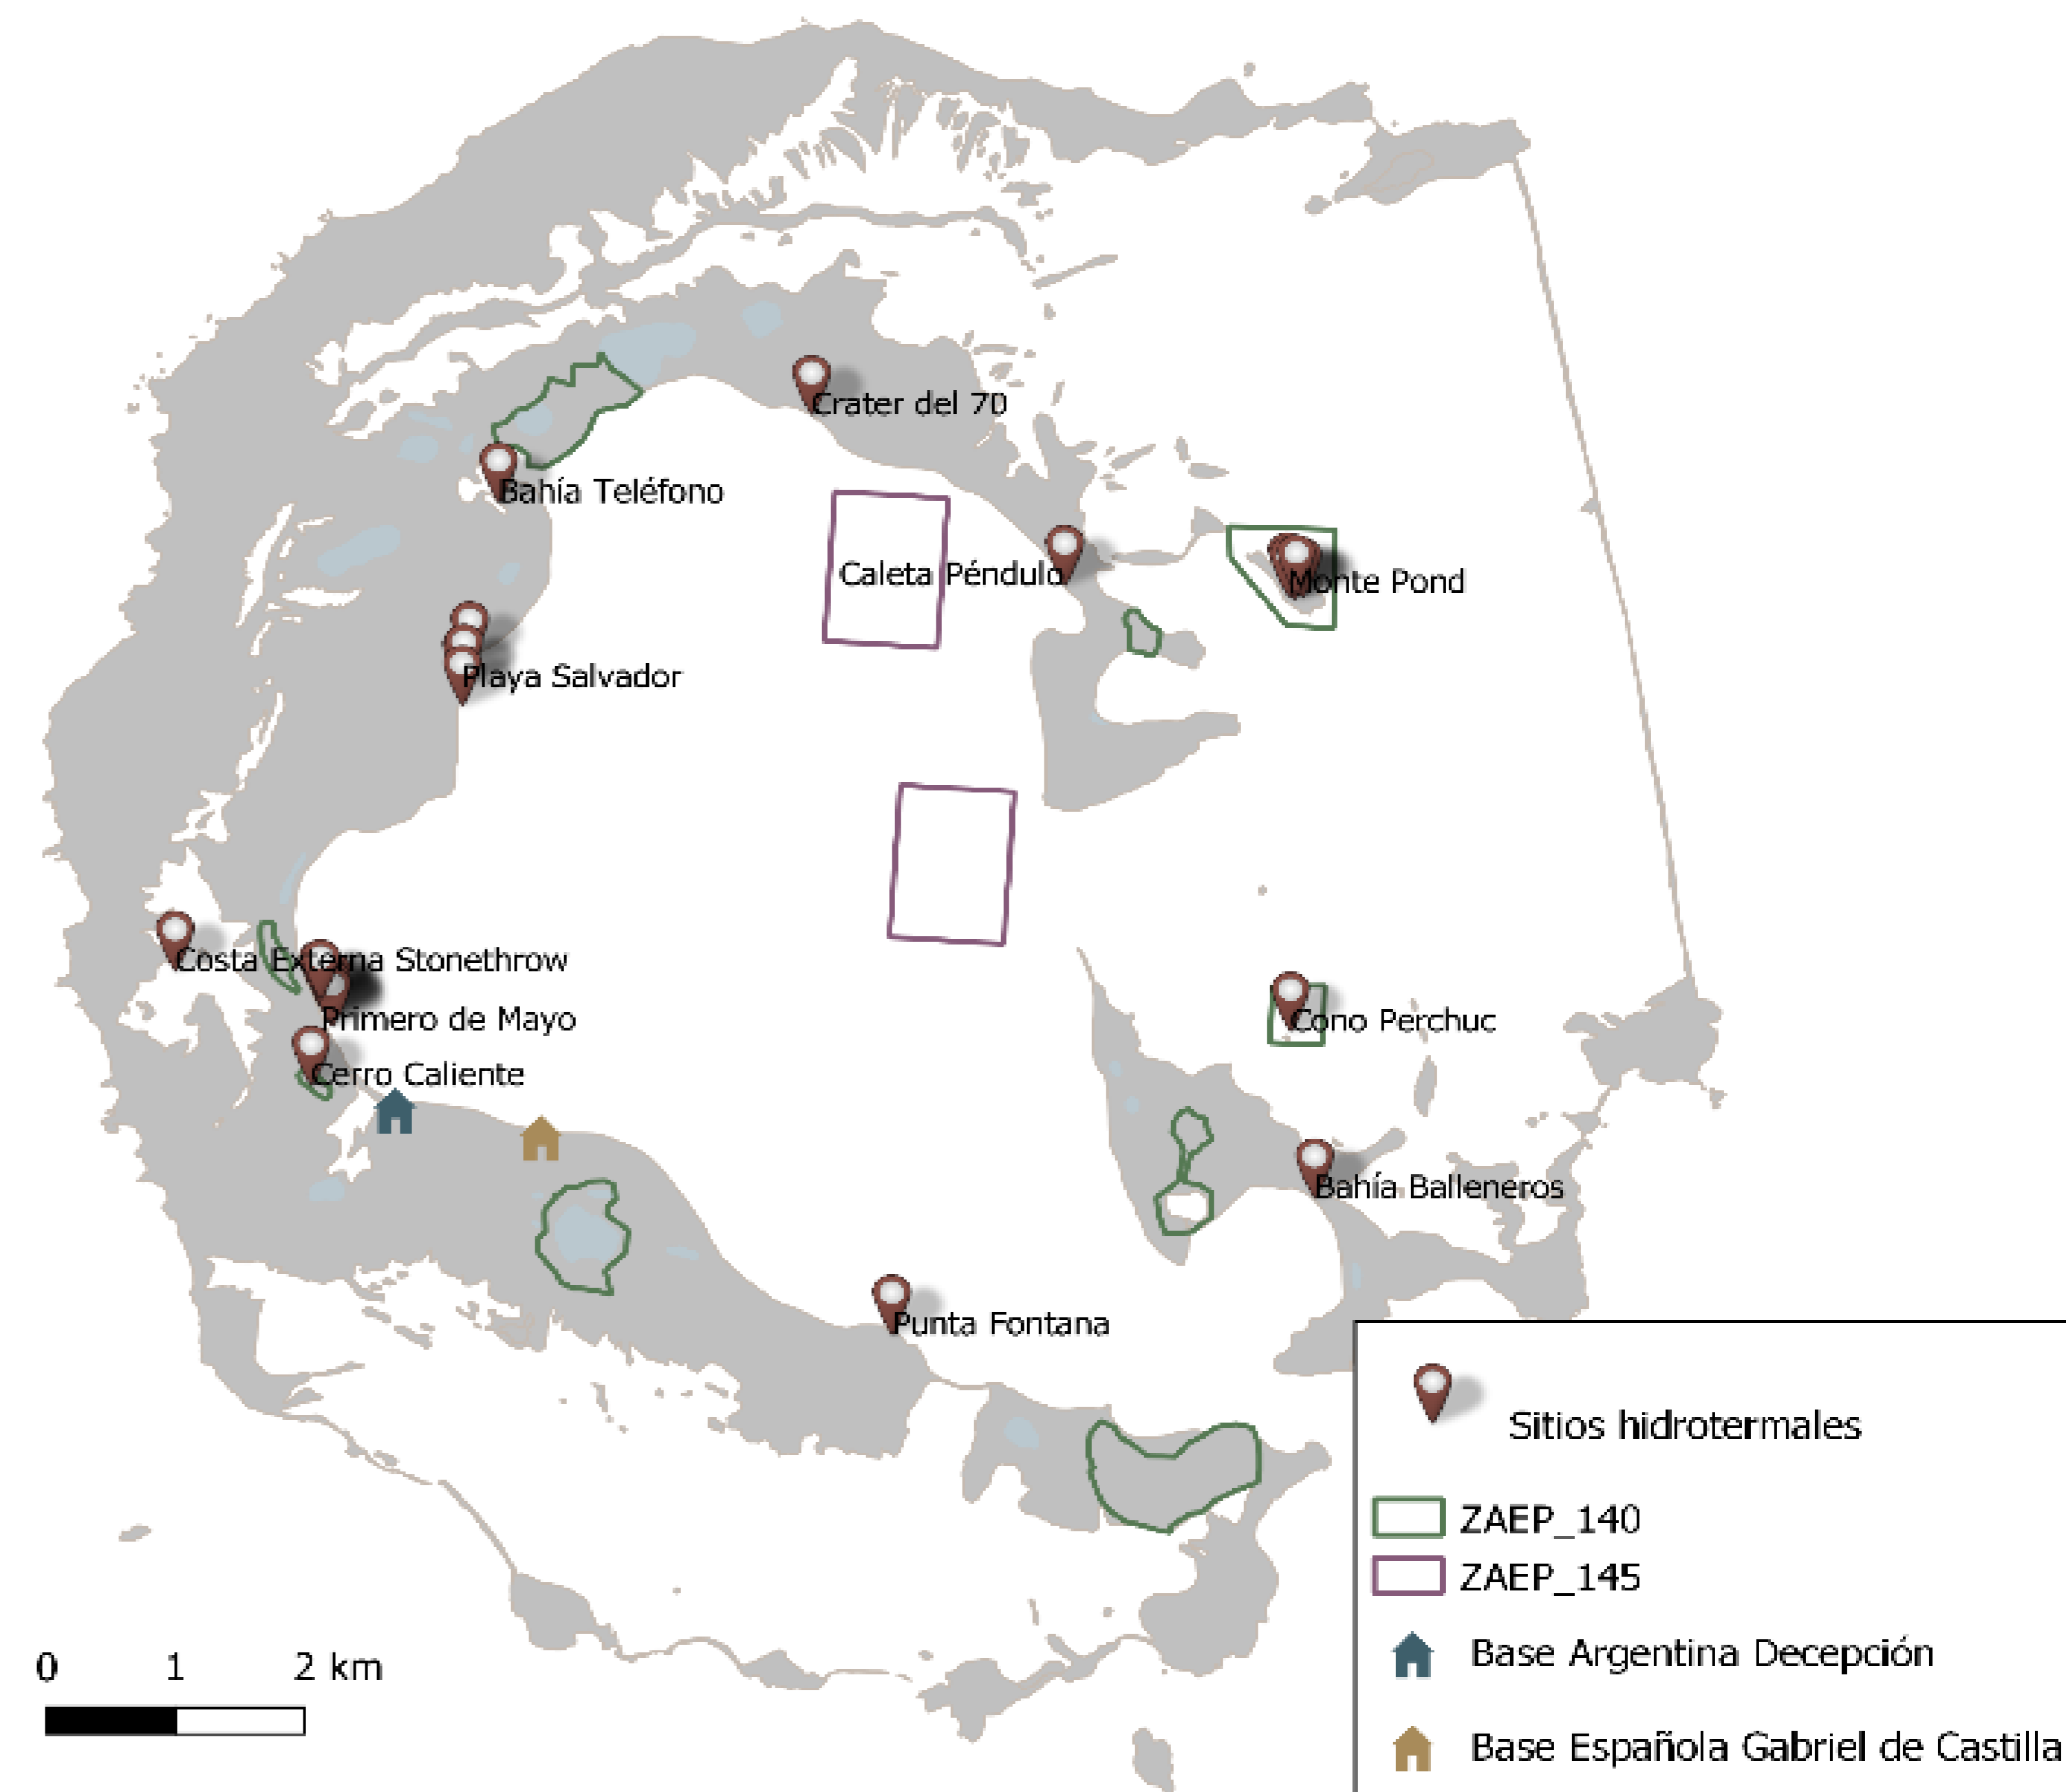 Crater del 70
Bahía Teléfono
Caleta Péndulo
Monte Pond
Playa Salvador
Costa Externa Stonethrow
Primero de Mayo
Cono Perchuc
Cerro Caliente
Bahía Balleneros
Punta Fontana
Sitios hidrotermales
ZAEP_140
ZAEP_145
Base Argentina Decepción
Base Española Gabriel de Castilla
0 1 2 km